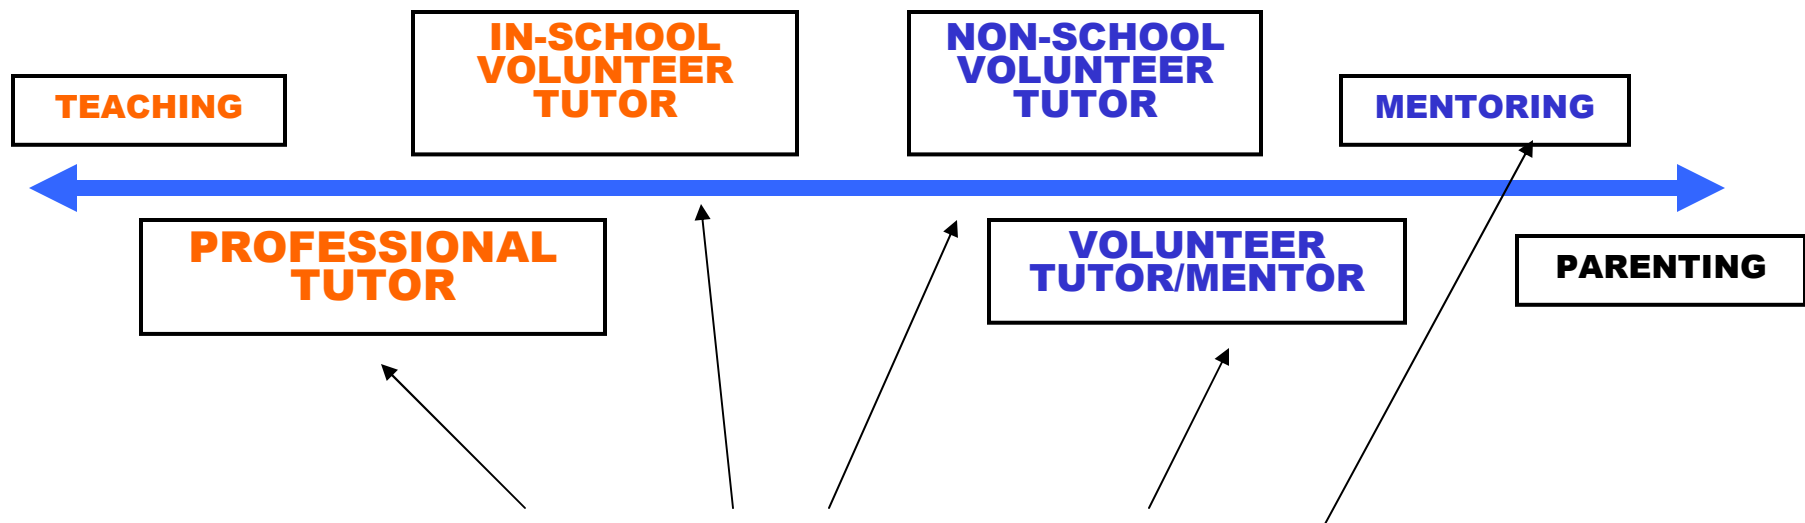 TEACHING
IN-SCHOOL
VOLUNTEER
TUTOR
NON-SCHOOL
VOLUNTEER
TUTOR
MENTORING
PROFESSIONAL
TUTOR
VOLUNTEER
TUTOR/MENTOR
PARENTING